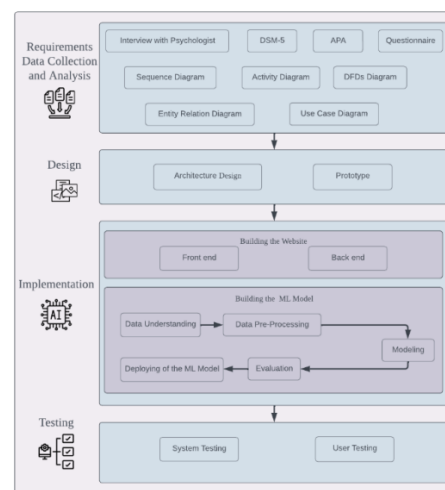 Requirements
Data Collection
and Analysis
Interview with Psychologist
DSM-5
APA
Questionnaire
Sequence Diagram
Activity Diagram
DFDs Diagram
Entity Relation Diagram
Use Case Diagram
Design
Architecture Design
Prototype
Implementation
AI
Building the Website
Front end
Back end
Building the ML Model
Data Understanding
Data Pre-Processing
Modeling
Deploying of the ML Model
Evaluation
Testing
System Testing
User Testing